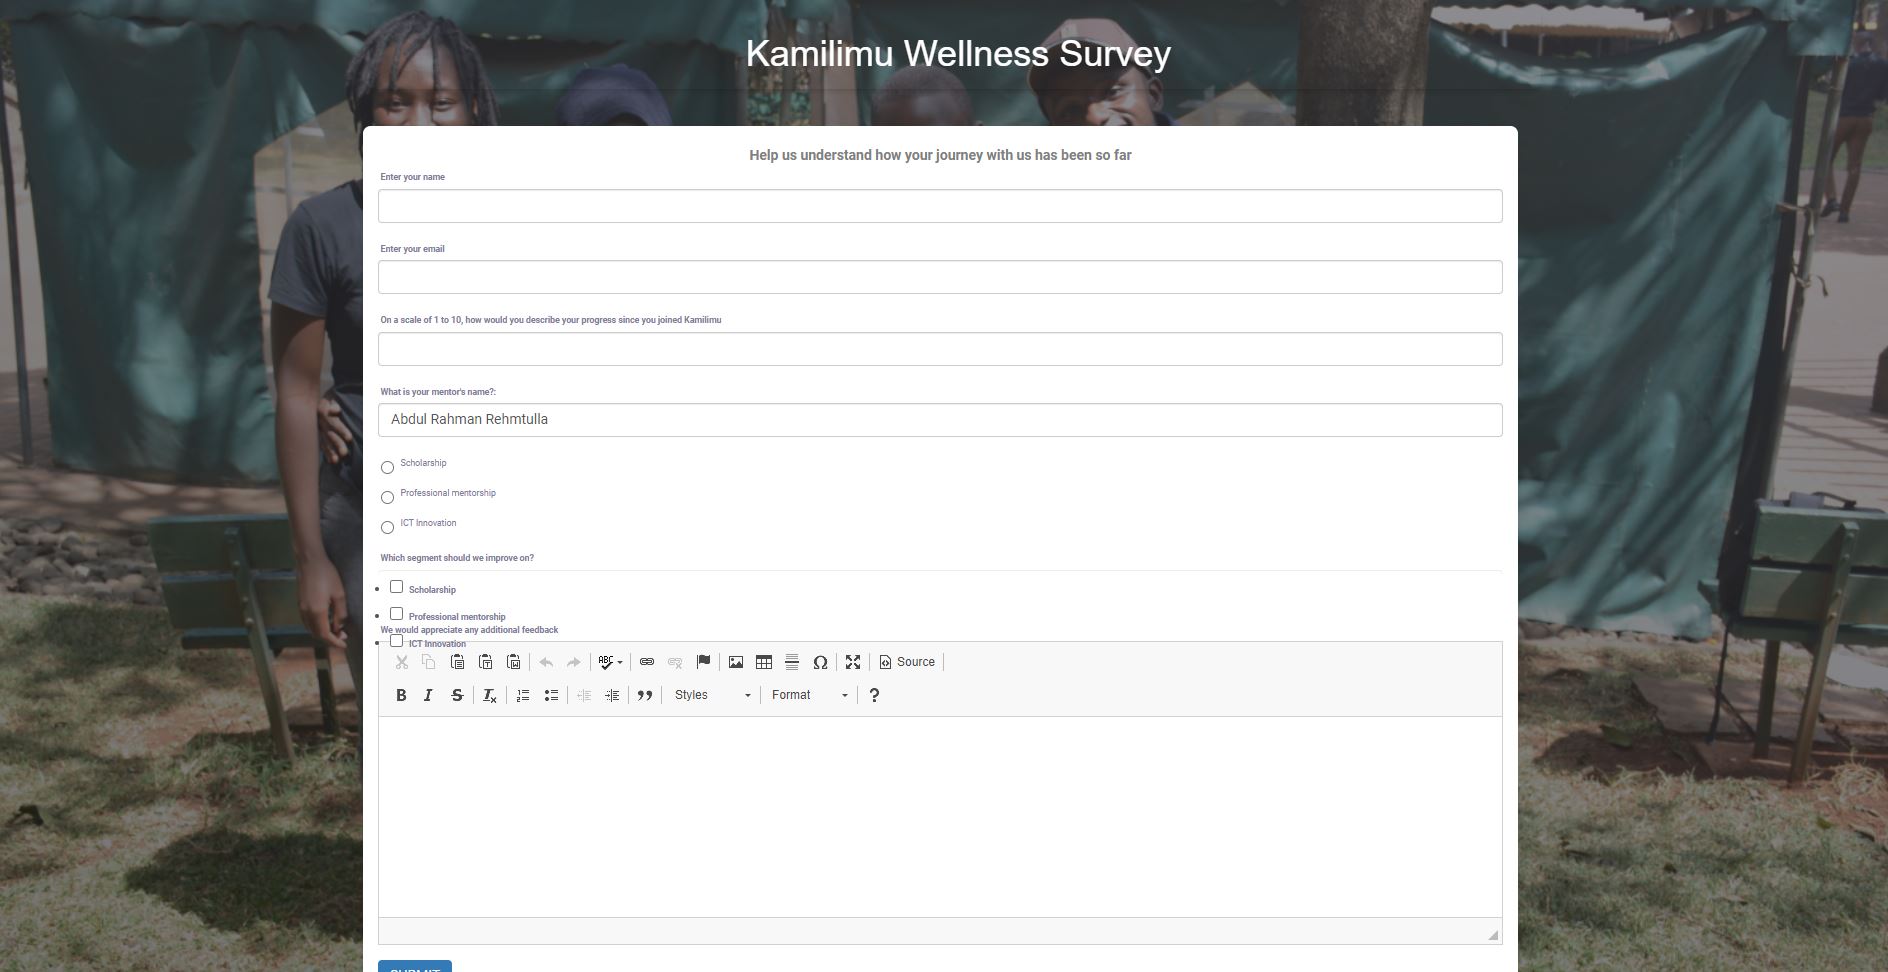 Kamilimu Wellness Survey
Help us understand how your journey with us has been so far
Enter your name
Enter your email
On a scale of 1 to 10, how would you describe your progress since you joined Kamilimu
What is your mentor's name?:
Abdul Rahman Rehmtulla
Scholarship
Professional mentorship
ICT Innovation
Which segment should we improve on?
Scholarship
Professional mentorship
We would appreciate any additional feedback
ICT Innovation
ABC Ω Source
B I S Tx Styles Format ?
SUBMIT